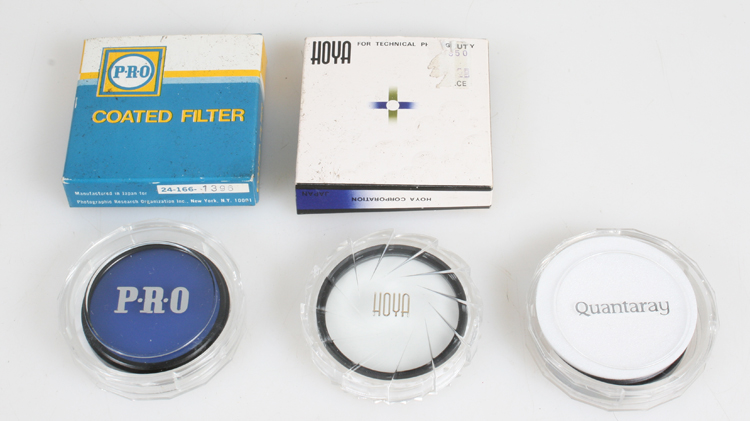 P·R·O
COATED FILTER
Manufactured in Japan for
24-166-1395
Photographic Research Organization Inc., New York, N.Y. 10001
HOYA
FOR TECHNICAL
HOYA CORPORATION
P·R·O
HOYA
Quantaray